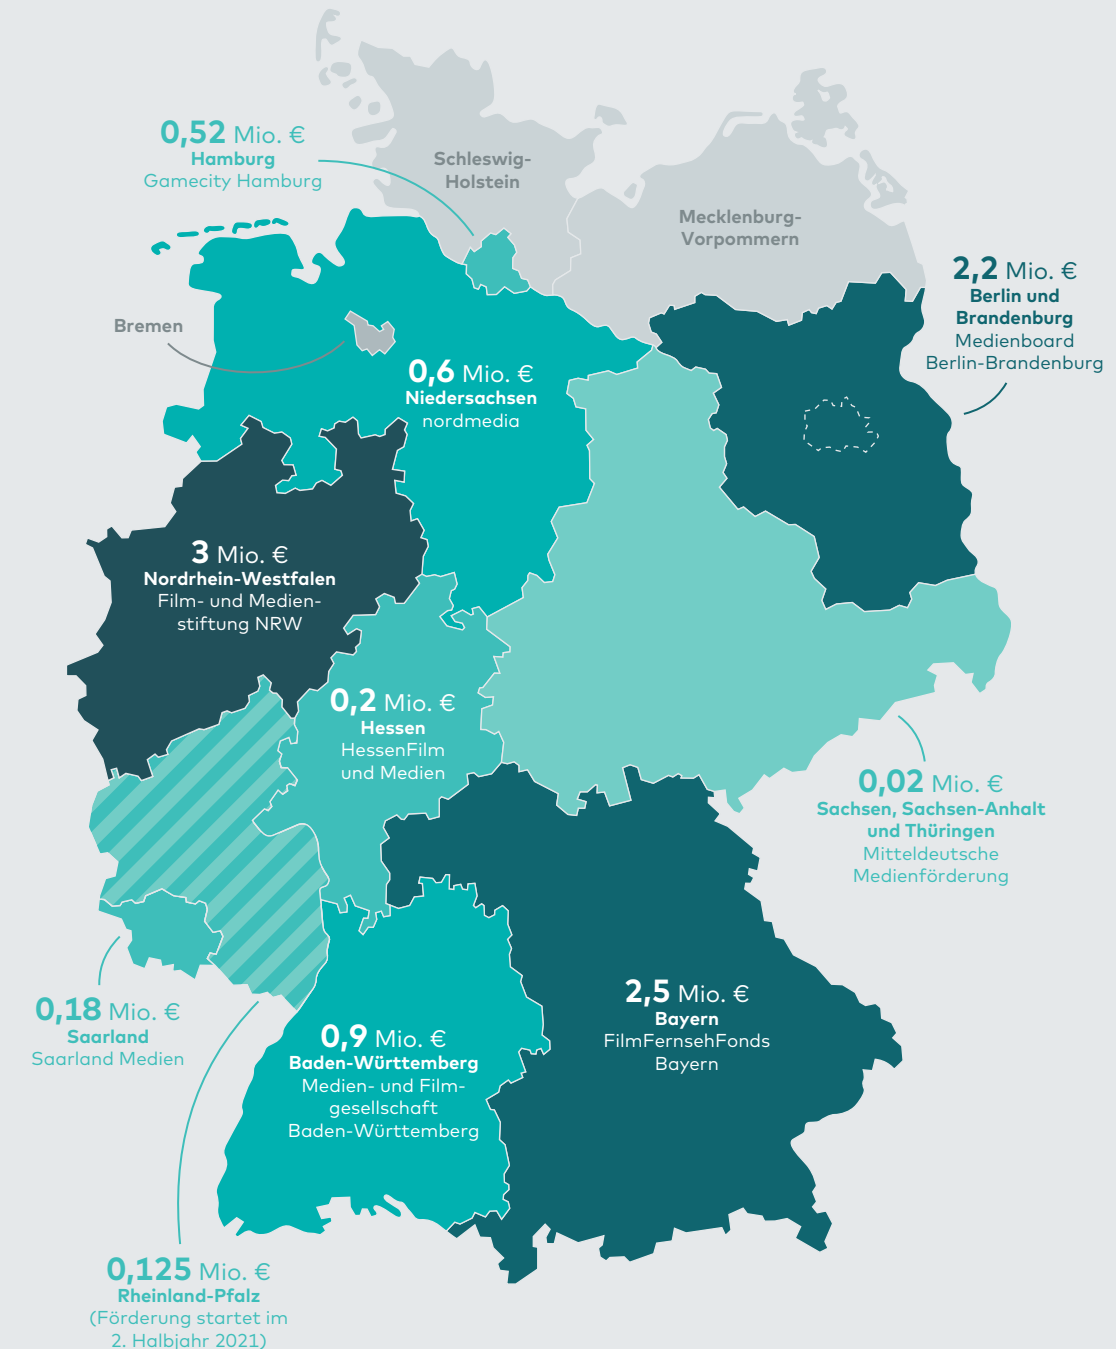 0,52 Mio. €
Hamburg
Gamecity Hamburg
Schleswig-
Holstein
Mecklenburg-
Vorpommern
2,2 Mio. €
Berlin und
Brandenburg
Medienboard
Berlin-Brandenburg
Bremen
0,6 Mio. €
Niedersachsen
nordmedia
3 Mio. €
Nordrhein-Westfalen
Film- und Medien-
stiftung NRW
0,2 Mio. €
Hessen
HessenFilm
und Medien
0,02 Mio. €
Sachsen, Sachsen-Anhalt
und Thüringen
Mitteldeutsche
Medienförderung
0,18 Mio. €
Saarland
Saarland Medien
0,9 Mio. €
Baden-Württemberg
Medien- und Film-
gesellschaft
Baden-Württemberg
2,5 Mio. €
Bayern
FilmFernsehFonds
Bayern
0,125 Mio. €
Rheinland-Pfalz
(Förderung startet im
2. Halbjahr 2021)